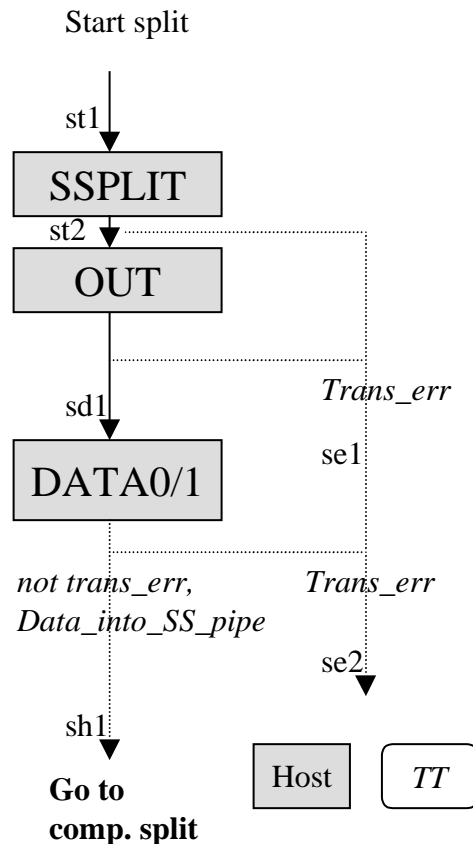 Start split
st1
SSPLIT
st2
OUT
Trans_err
sd1
se1
DATA0/1
not trans_err,
Data_into_SS_pipe
Trans_err
se2
sh1
Go to
comp. split
Host
TT